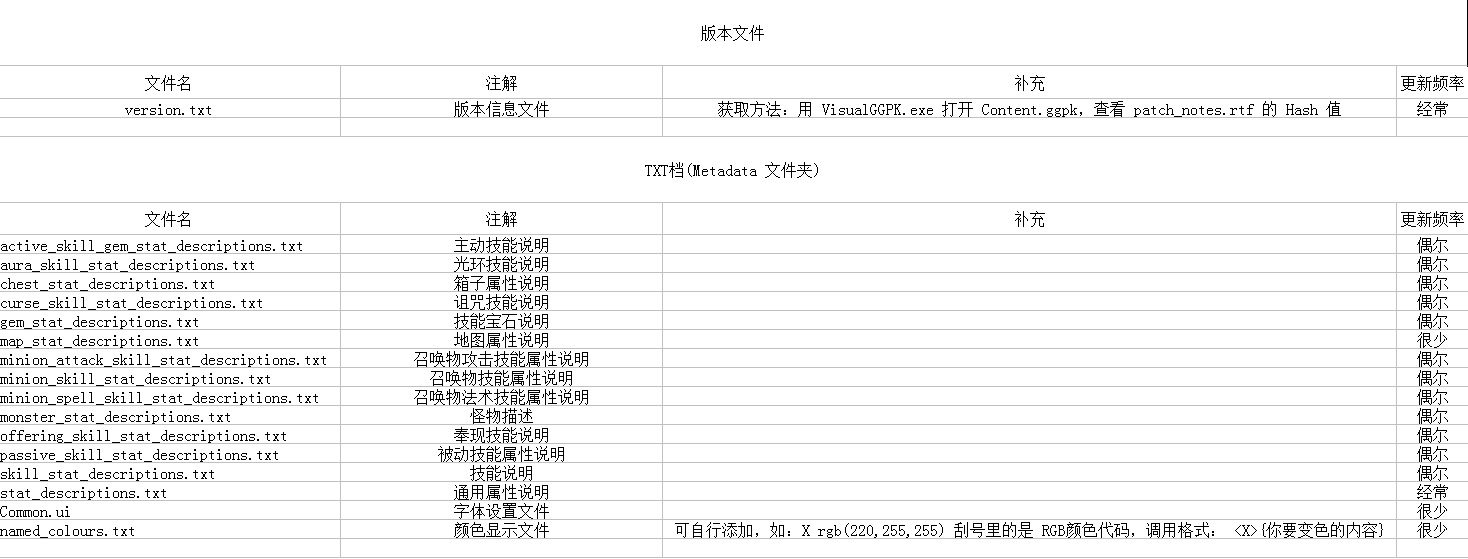 版本文件
文件名 注解 补充 更新频率
version.txt 版本信息文件 获取方法: 用 VisualGGPK.exe 打开 Content.ggpk, 查看 patch_notes.rtf 的 Hash 值 经常
TXT档(Metadata 文件夹)
文件名 注解 补充 更新频率
active_skill_gem_stat_descriptions.txt 主动技能说明 偶尔
aura_skill_stat_descriptions.txt 光环技能说明 偶尔
chest_stat_descriptions.txt 箱子属性说明 偶尔
curse_skill_stat_descriptions.txt 诅咒技能说明 偶尔
gem_stat_descriptions.txt 技能宝石说明 偶尔
map_stat_descriptions.txt 地图属性说明 很少
minion_attack_skill_stat_descriptions.txt 召唤物攻击技能属性说明 偶尔
minion_skill_stat_descriptions.txt 召唤物技能属性说明 偶尔
minion_spell_skill_stat_descriptions.txt 召唤物法术技能属性说明 偶尔
monster_stat_descriptions.txt 怪物描述 偶尔
offering_skill_stat_descriptions.txt 奉现技能说明 偶尔
passive_skill_stat_descriptions.txt 被动技能属性说明 偶尔
skill_stat_descriptions.txt 技能说明 偶尔
stat_descriptions.txt 通用属性说明 经常
Common.ui 字体设置文件 很少
named_colours.txt 颜色显示文件 可自行添加, 如: X rgb(220,255,255) 刮号里的是 RGB颜色代码, 调用格式: <X>{你要变色的内容} 很少